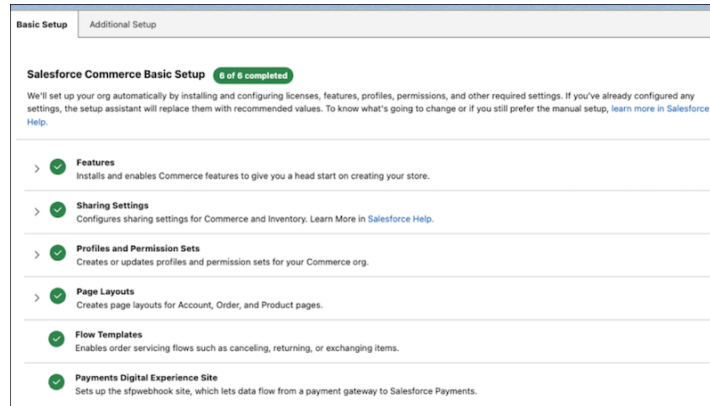 Basic Setup
Additional Setup
Salesforce Commerce Basic Setup 6 of 6 completed
We'll set up your org automatically by installing and configuring licenses, features, profiles, permissions, and other required settings. If you've already configured any
settings, the setup assistant will replace them with recommended values. To know what's going to change or if you still prefer the manual setup, learn more in Salesforce
Help.
Features
Installs and enables Commerce features to give you a head start on creating your store.
Sharing Settings
Configures sharing settings for Commerce and Inventory. Learn More in Salesforce Help.
Profiles and Permission Sets
Creates or updates profiles and permission sets for your Commerce org.
Page Layouts
Creates page layouts for Account, Order, and Product pages.
Flow Templates
Enables order servicing flows such as canceling, returning, or exchanging items.
Payments Digital Experience Site
Sets up the sfpwebhook site, which lets data flow from a payment gateway to Salesforce Payments.